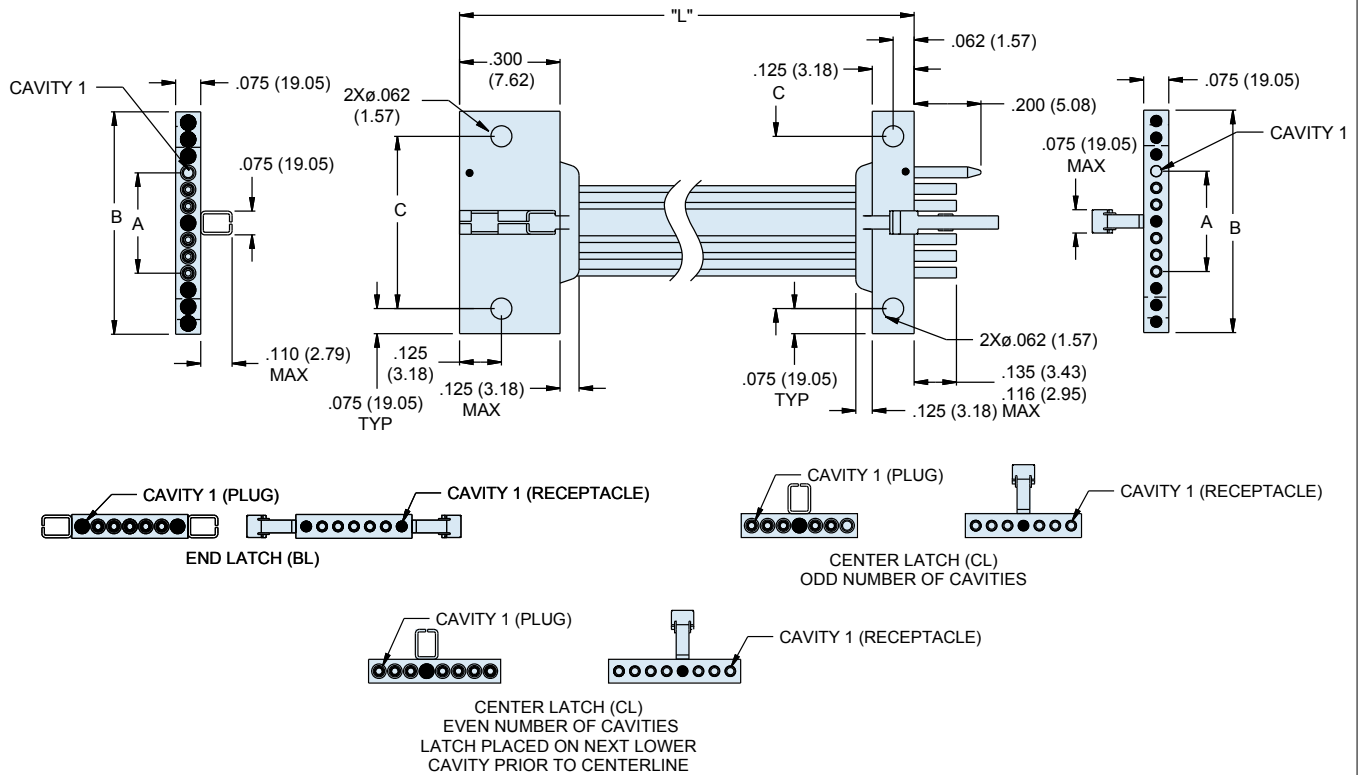 "L"
.062 (1.57)
.300
(7.62)
.125 (3.18)
.075 (19.05)
CAVITY 1
2Xø.062
(1.57)
C
.200 (5.08)
.075 (19.05)
CAVITY 1
.075 (19.05)
.075 (19.05)
MAX
B
A
C
A
B
.110 (2.79)
MAX
.125
(3.18)
.075 (19.05)
TYP
.125 (3.18)
MAX
2Xø.062 (1.57)
.075 (19.05)
TYP
.135 (3.43)
.116 (2.95)
.125 (3.18) MAX
CAVITY 1 (PLUG)
CAVITY 1 (RECEPTACLE)
END LATCH (BL)
CAVITY 1 (PLUG)
CAVITY 1 (RECEPTACLE)
CENTER LATCH (CL)
ODD NUMBER OF CAVITIES
CAVITY 1 (PLUG)
CAVITY 1 (RECEPTACLE)
CENTER LATCH (CL)
EVEN NUMBER OF CAVITIES
LATCH PLACED ON NEXT LOWER
CAVITY PRIOR TO CENTERLINE